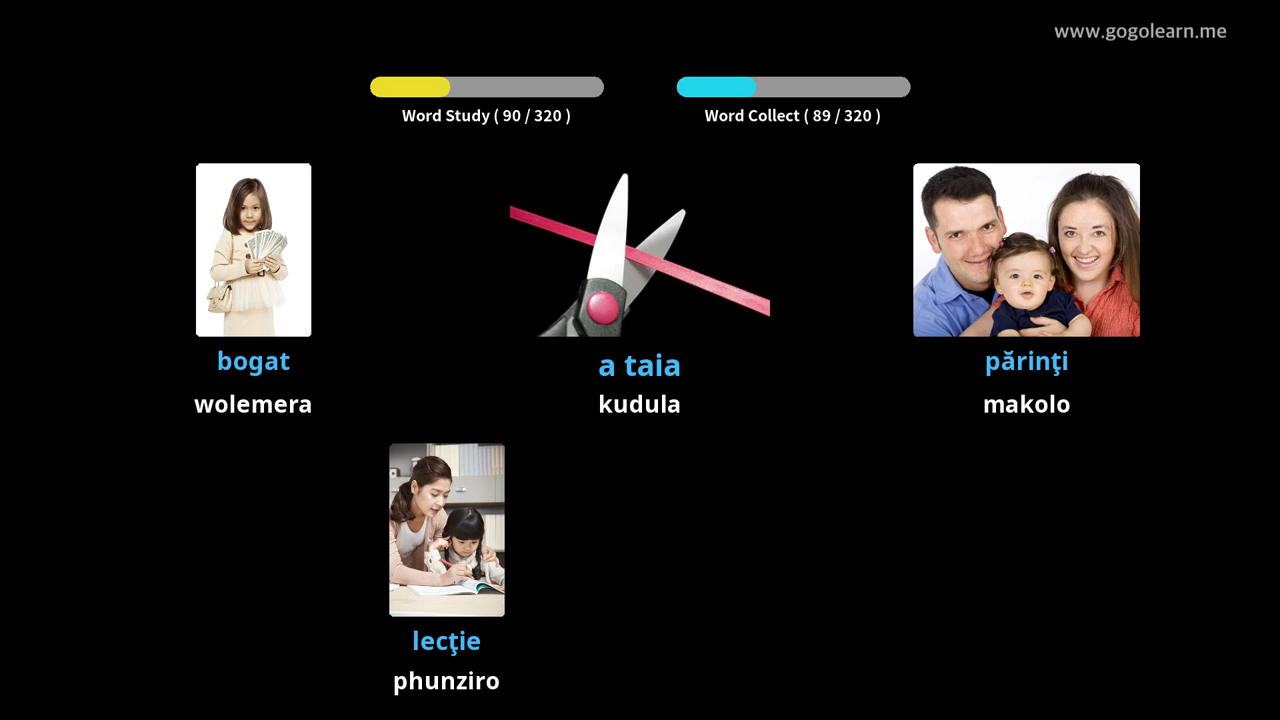 www.gogolearn.me
Word Study ( 90 / 320 )
Word Collect ( 89 / 320 )
bogat
wolemera
a taia
kudula
părinţi
makolo
lecţie
phunziro